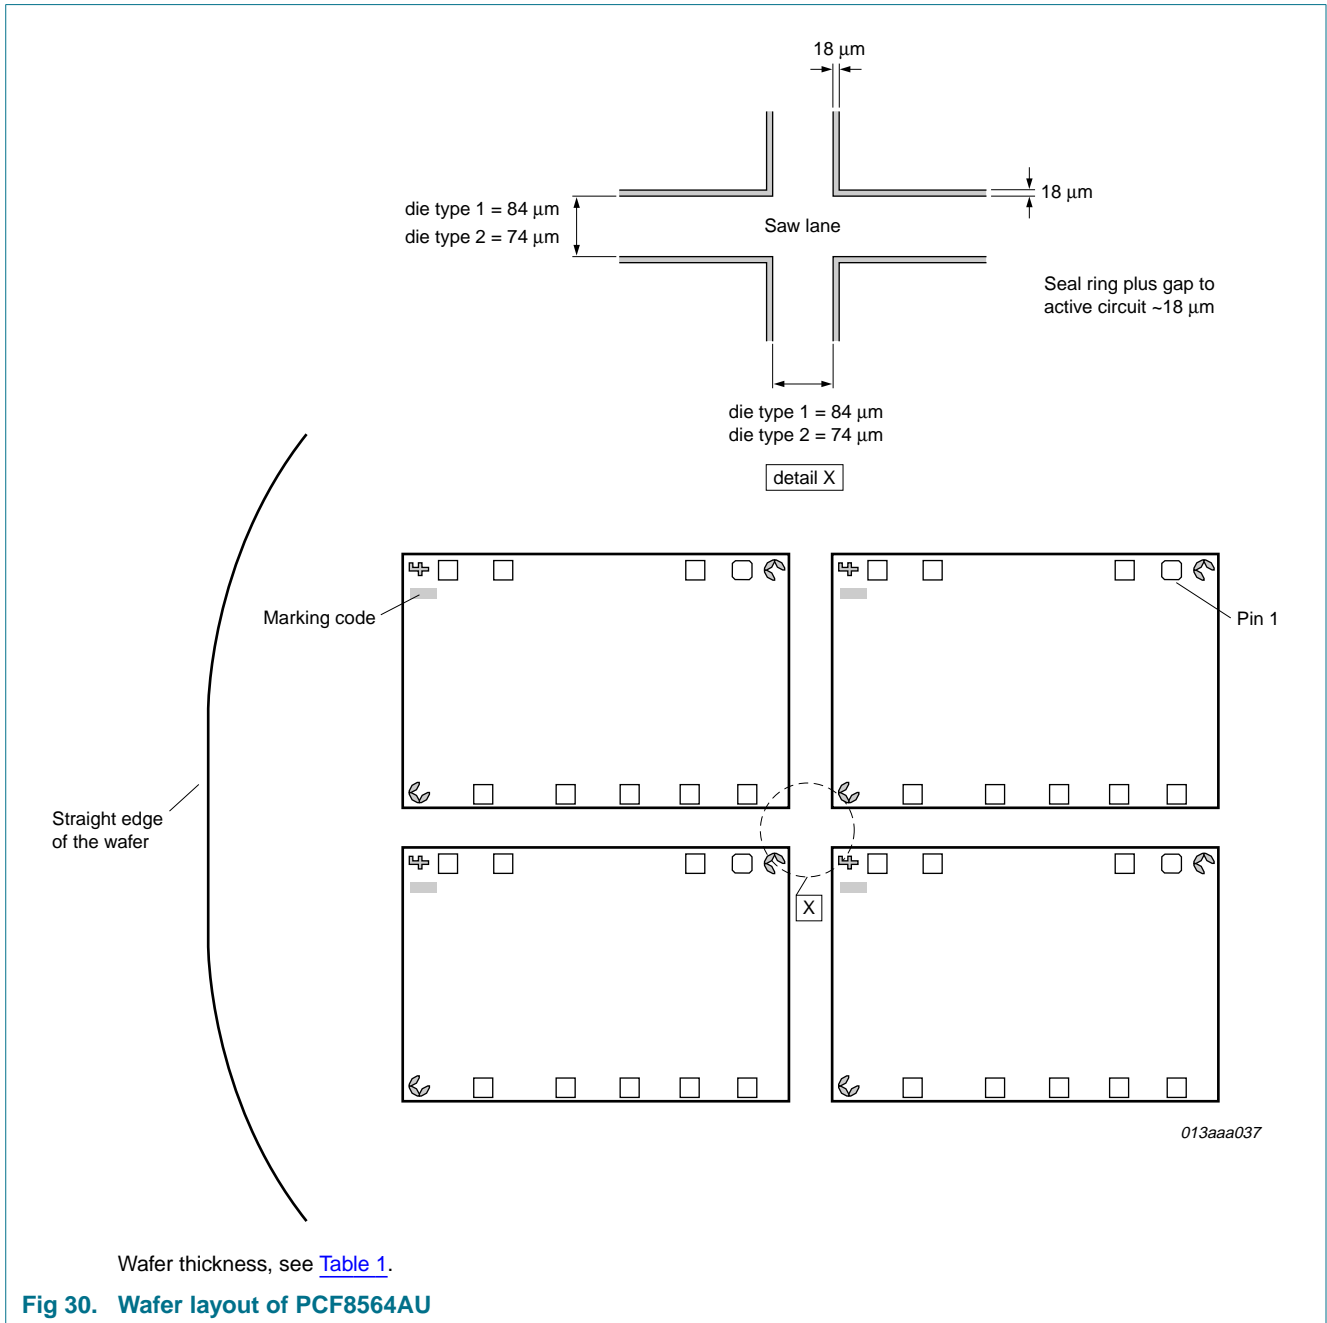 18 μm
18 μm
die type 1 = 84 μm
die type 2 = 74 μm
Saw lane
Seal ring plus gap to
active circuit ~18 μm
die type 1 = 84 μm
die type 2 = 74 μm
detail X
Marking code
Pin 1
Straight edge
of the wafer
X
013aaa037
Wafer thickness, see Table 1.
Fig 30. Wafer layout of PCF8564AU